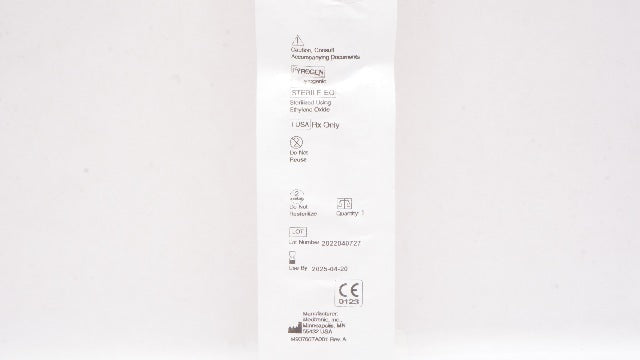 Caution, Consult
Accompanying Documents
PYROGEN
STERILE EO
Sterilized Using
Ethylene Oxide
USA Rx Only
Do Not
Reuse
Do Not
Resterilize
Quantity: 1
LOT
Lot Number 2022040727
Use By 2025-04-20
CE
0123
Manufacturer
Medtronic, Inc.,
Minneapolis, MN
55432 USA
Rev. A